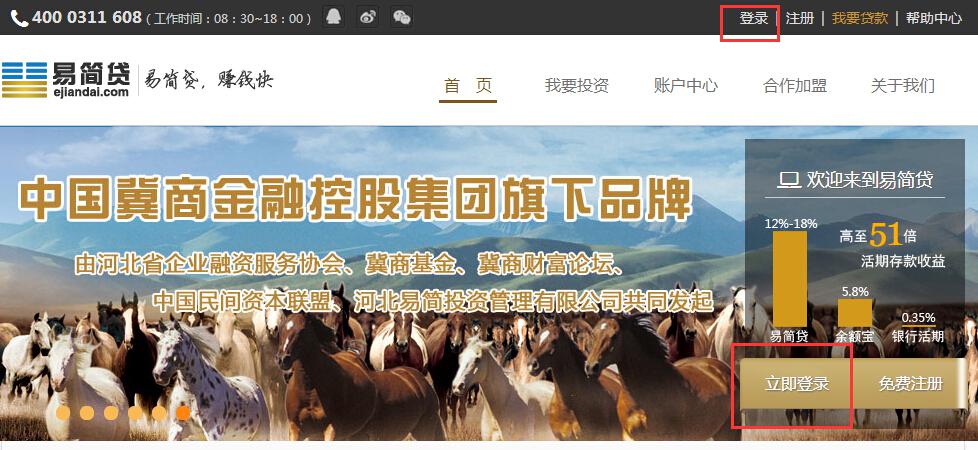 400 0311 608（工作时间：08：30~18：00）
登录 | 注册 | 我要贷款 | 帮助中心
易简贷
ejiandai.com
易简贷，赚钱快
首 页 我要投资 账户中心 合作加盟 关于我们
中国冀商金融控股集团旗下品牌
由河北省企业融资服务协会、冀商基金、冀商财富论坛、
中国民间资本联盟、河北易简投资管理有限公司共同发起
欢迎来到易简贷
12%-18%
高至51倍
活期存款收益
5.8%
0.35%
易简贷 余额宝 银行活期
立即登录 免费注册